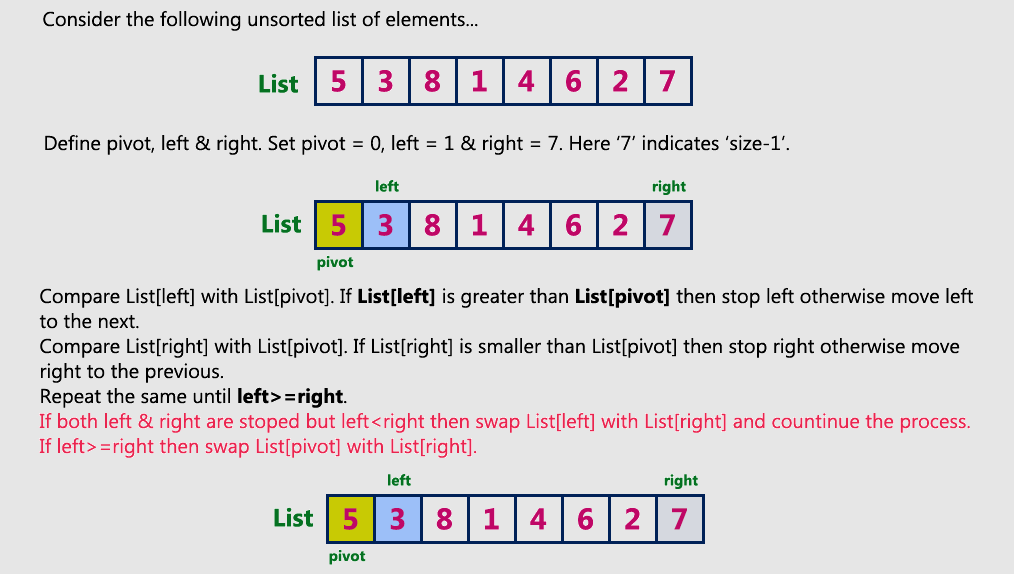 Consider the following unsorted list of elements...
List 5 3 8 1 4 6 2 7
Define pivot, left & right. Set pivot = 0, left = 1 & right = 7. Here ‘7’ indicates ‘size-1‘.
left right
List 5 3 8 1 4 6 2 7
pivot
Compare List[left] with List[pivot]. If List[left] is greater than List[pivot] then stop left otherwise move left
to the next.
Compare List[right] with List[pivot]. If List[right] is smaller than List[pivot] then stop right otherwise move
right to the previous.
Repeat the same until left>=right.
If both left & right are stoped but left<right then swap List[left] with List[right] and countinue the process.
If left>=right then swap List[pivot] with List[right].
left right
List 5 3 8 1 4 6 2 7
pivot